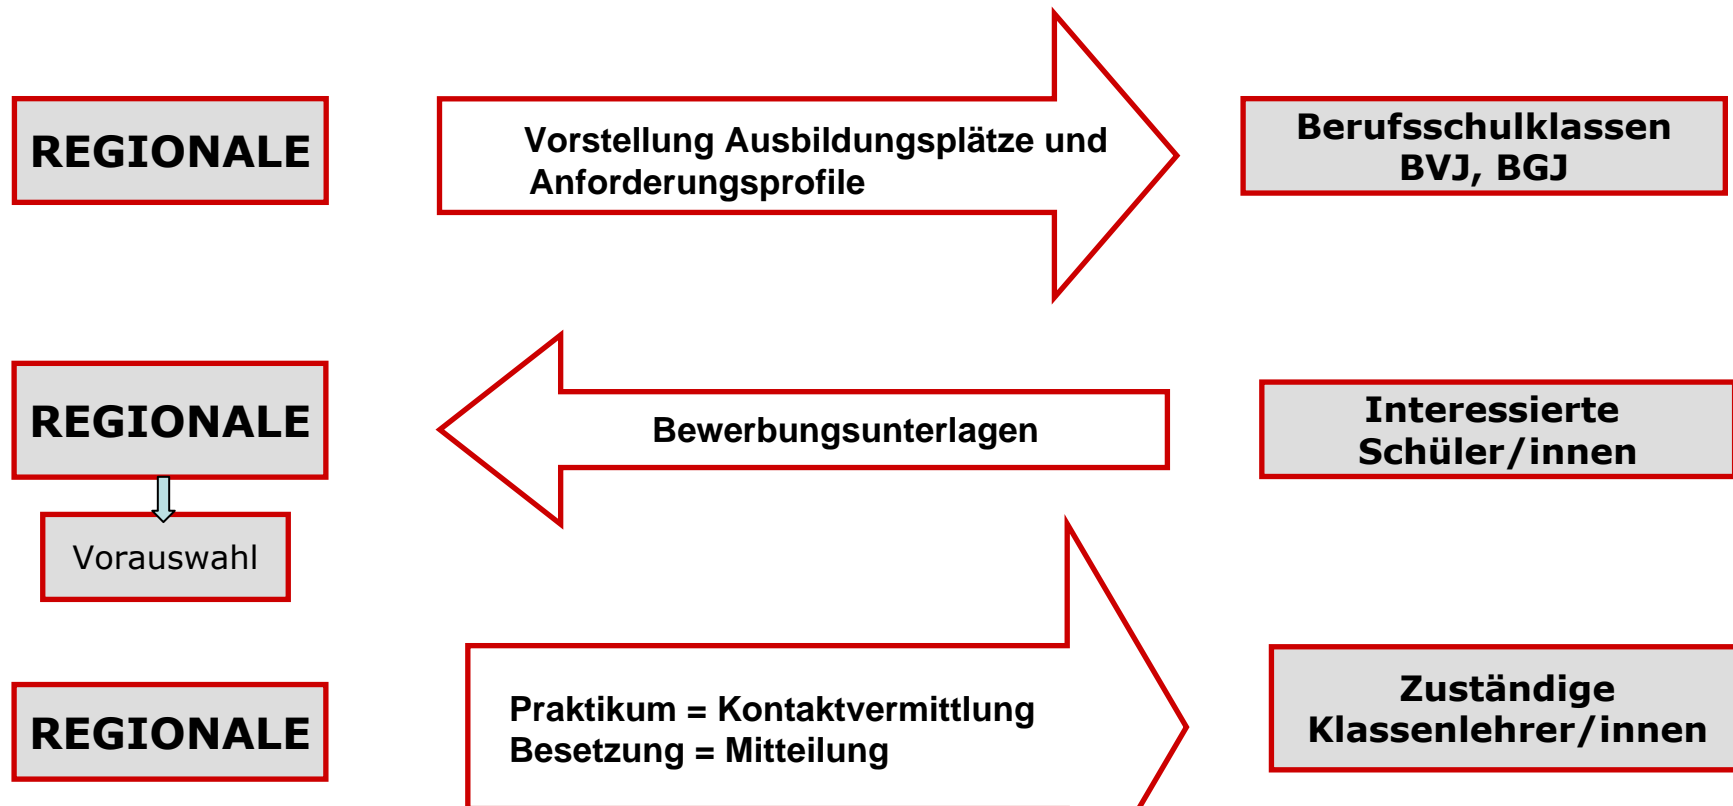 REGIONALE
Vorstellung Ausbildungsplätze und
Anforderungsprofile
Berufsschulklassen
BVJ, BGJ
REGIONALE
Bewerbungsunterlagen
Interessierte
Schüler/innen
Vorauswahl
REGIONALE
Praktikum = Kontaktvermittlung
Besetzung = Mitteilung
Zuständige
Klassenlehrer/innen